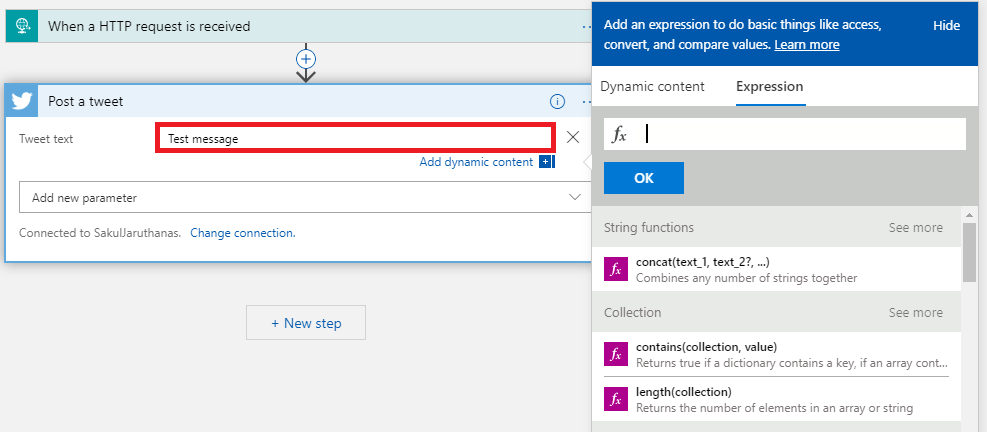 When a HTTP request is received
Post a tweet
Tweet text
Test message
Add dynamic content
Add new parameter
Connected to SakulJaruthanas. Change connection.
+ New step
Add an expression to do basic things like access,
convert, and compare values. Learn more
Hide
Dynamic content
Expression
fx
OK
String functions
See more
fx
concat(text_1, text_2?, ...)
Combines any number of strings together
Collection
See more
fx
contains(collection, value)
Returns true if a dictionary contains a key, if an array cont...
fx
length(collection)
Returns the number of elements in an array or string